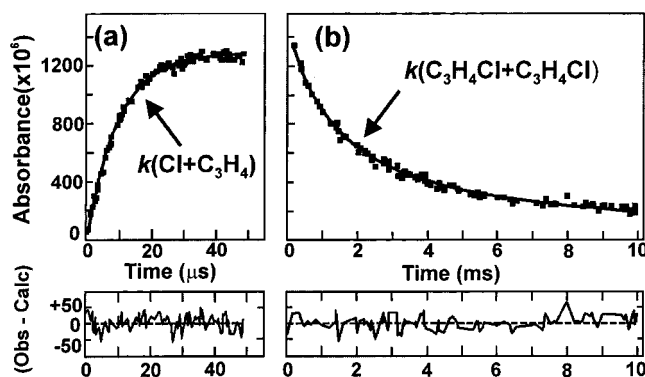 (a)
(b)
Absorbance(x10⁶)
1200
800
400
0
k(Cl+C₃H₄)
k(C₃H₄Cl+C₃H₄Cl)
0 20 40
0 2 4 6 8 10
Time (μs)
Time (ms)
(Obs - Calc)
+50
0
-50
0 20 40
0 2 4 6 8 10